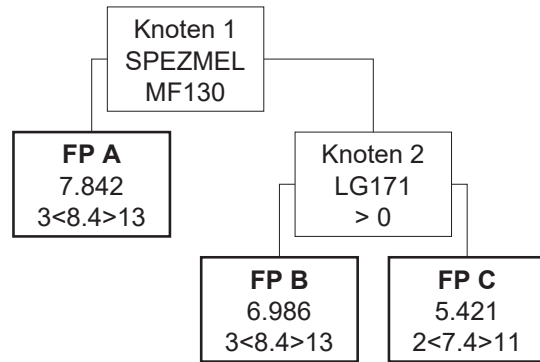 Knoten 1
SPEZMEL
MF130
FP A
7.842
3<8.4>13
Knoten 2
LG171
> 0
FP B
6.986
3<8.4>13
FP C
5.421
2<7.4>11